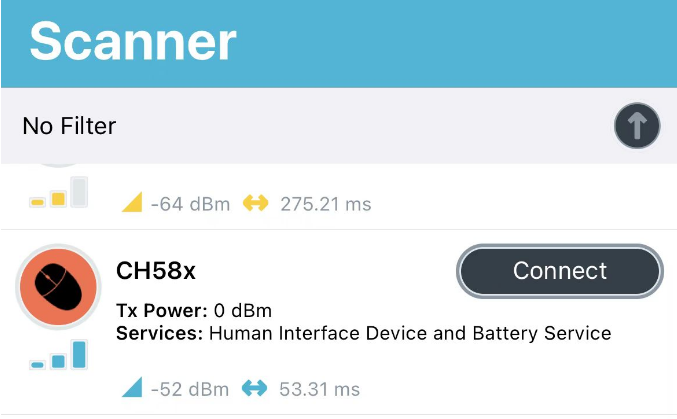 Scanner
No Filter
-64 dBm 275.21 ms
CH58x
Connect
Tx Power: 0 dBm
Services: Human Interface Device and Battery Service
-52 dBm 53.31 ms